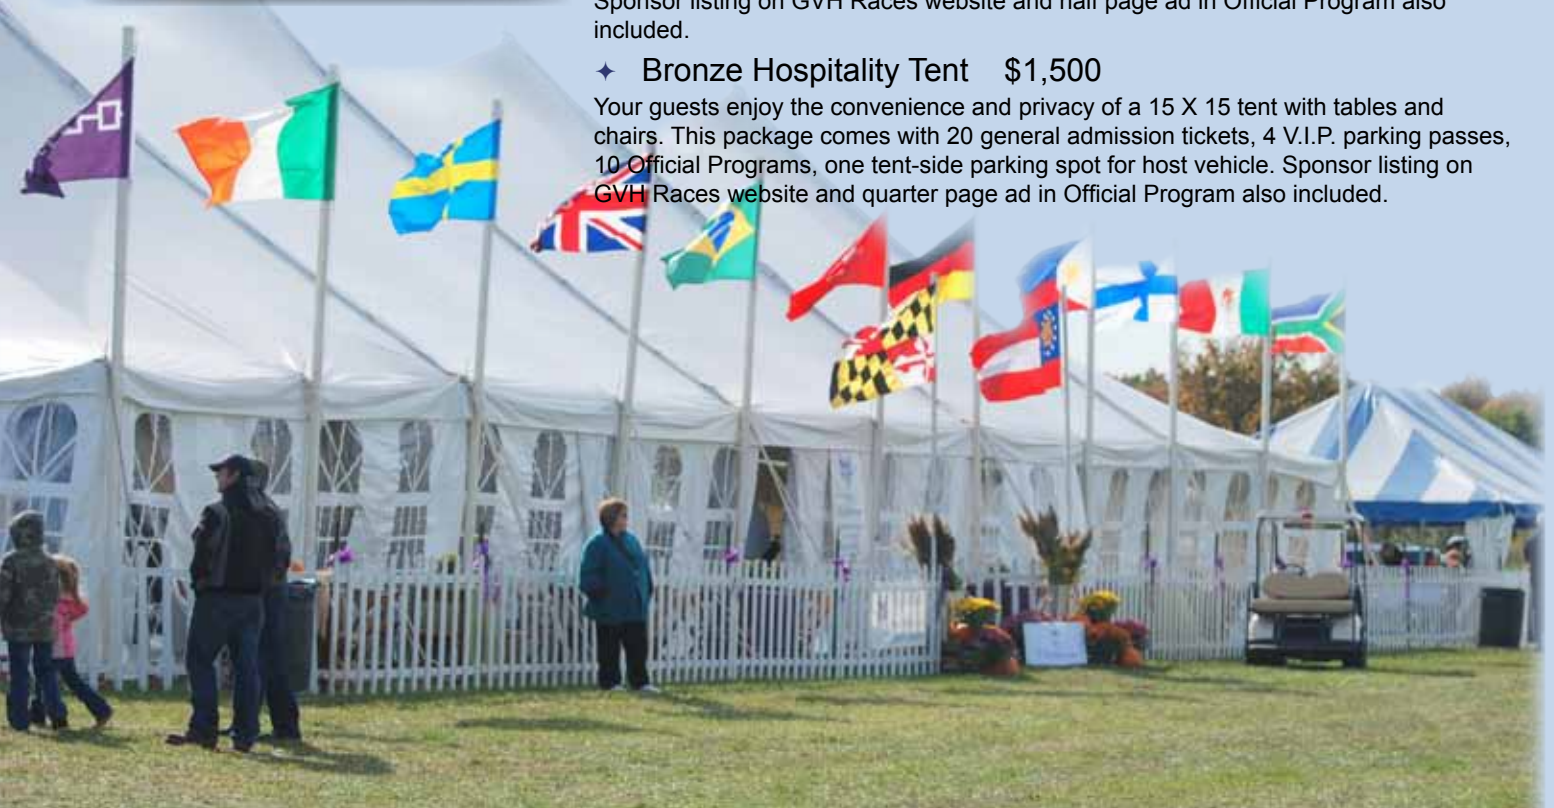 Sponsor listing on GVH Races website and half page ad in Official Program also
included.
✦ Bronze Hospitality Tent $1,500
Your guests enjoy the convenience and privacy of a 15 X 15 tent with tables and
chairs. This package comes with 20 general admission tickets, 4 V.I.P. parking passes,
10 Official Programs, one tent-side parking spot for host vehicle. Sponsor listing on
GVH Races website and quarter page ad in Official Program also included.